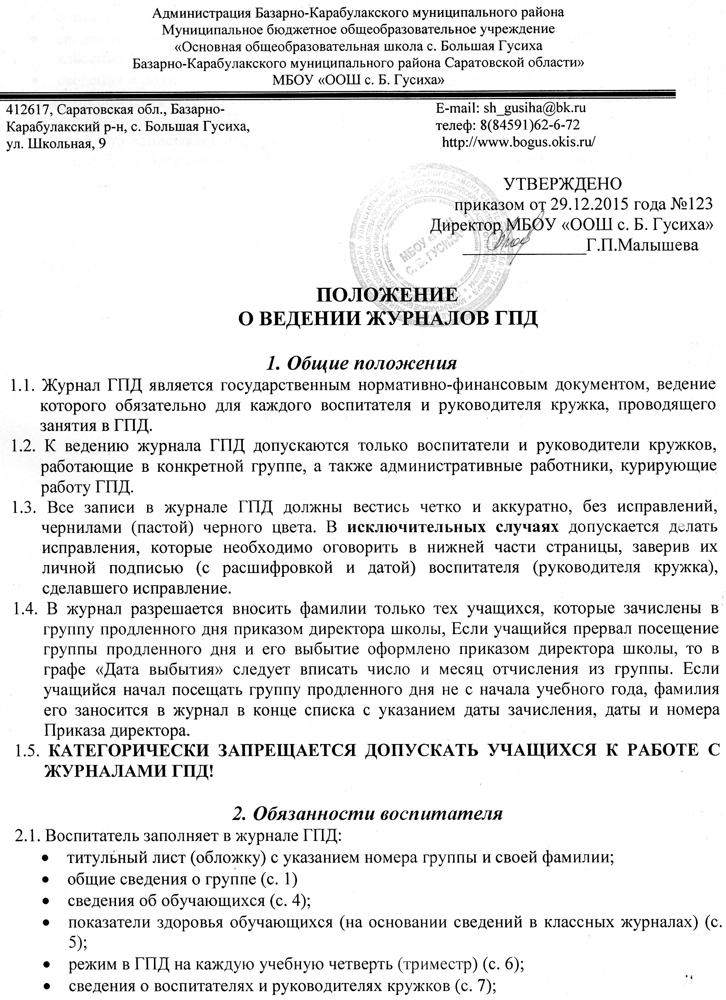 Администрация Базарно-Карабулакского муниципального района
Муниципальное бюджетное общеобразовательное учреждение
«Основная общеобразовательная школа с. Большая Гусиха
Базарно-Карабулакского муниципального района Саратовской области»
МБОУ «ООШ с. Б. Гусиха»
412617, Саратовская обл., Базарно-
Карабулакский р-н, с. Большая Гусиха,
ул. Школьная, 9
E-mail: sh_gusiha@bk.ru
телеф: 8(84591)62-6-72
http://www.bogus.okis.ru/
УТВЕРЖДЕНО
приказом от 29.12.2015 года №123
Директор МБОУ «ООШ с. Б. Гусиха»
Г.П.Малышева
С. Б. ГУСИХА
ПОЛОЖЕНИЕ
О ВЕДЕНИИ ЖУРНАЛОВ ГПД
1. Общие положения
1.1. Журнал ГПД является государственным нормативно-финансовым документом, ведение
которого обязательно для каждого воспитателя и руководителя кружка, проводящего
занятия в ГПД.
1.2. К ведению журнала ГПД допускаются только воспитатели и руководители кружков,
работающие в конкретной группе, а также административные работники, курирующие
работу ГПД.
1.3. Все записи в журнале ГПД должны вестись четко и аккуратно, без исправлений,
чернилами (пастой) черного цвета. В исключительных случаях допускается делать
исправления, которые необходимо оговорить в нижней части страницы, заверив их
личной подписью (с расшифровкой и датой) воспитателя (руководителя кружка),
сделавшего исправление.
1.4. В журнал разрешается вносить фамилии только тех учащихся, которые зачислены в
группу продленного дня приказом директора школы, Если учащийся прервал посещение
группы продленного дня и его выбытие оформлено приказом директора школы, то в
графе «Дата выбытия» следует вписать число и месяц отчисления из группы. Если
учащийся начал посещать группу продленного дня не с начала учебного года, фамилия
его заносится в журнал в конце списка с указанием даты зачисления, даты и номера
Приказа директора.
1.5. КАТЕГОРИЧЕСКИ ЗАПРЕЩАЕТСЯ ДОПУСКАТЬ УЧАЩИХСЯ К РАБОТЕ С
ЖУРНАЛАМИ ГПД!
2. Обязанности воспитателя
2.1. Воспитатель заполняет в журнале ГПД:
• титульный лист (обложку) с указанием номера группы и своей фамилии;
• общие сведения о группе (с. 1)
• сведения об обучающихся (с. 4);
• показатели здоровья обучающихся (на основании сведений в классных журналах) (с.
5);
• режим в ГПД на каждую учебную четверть (триместр) (с. 6);
• сведения о воспитателях и руководителях кружков (с. 7);